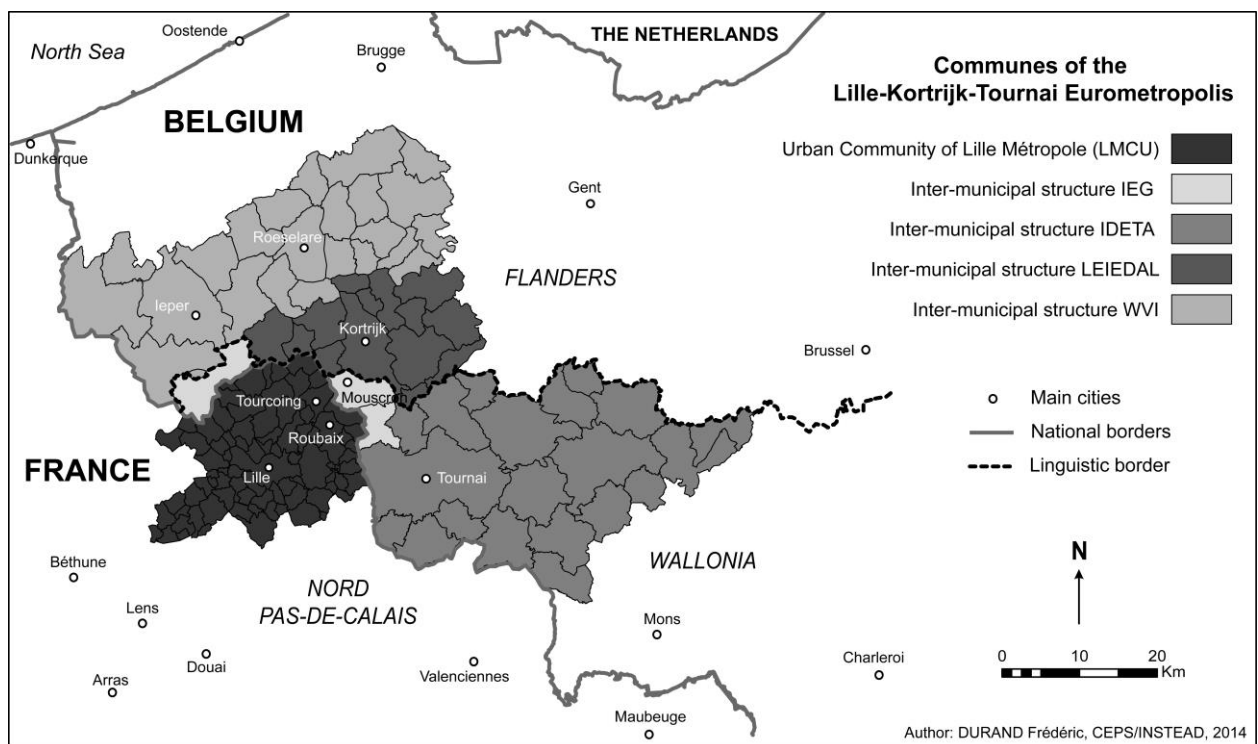 North Sea
Oostende
Brugge
THE NETHERLANDS
BELGIUM
Dunkerque
Communes of the
Lille-Kortrijk-Tournai Eurometropolis
Urban Community of Lille Métropole (LMCU)
Inter-municipal structure IEG
Inter-municipal structure IDETA
Inter-municipal structure LEIEDAL
Inter-municipal structure WVI
Gent
Roeselare
FLANDERS
Ieper
Kortrijk
Brussel
Mouscron
Tourcoing
Roubaix
Main cities
National borders
Linguistic border
FRANCE
Lille
Tournai
WALLONIA
Béthune
NORD
PAS-DE-CALAIS
N
Lens
Mons
Douai
Valenciennes
Charleroi
0 10 20
Km
Arras
Maubeuge
Author: DURAND Frédéric, CEPS/INSTEAD, 2014